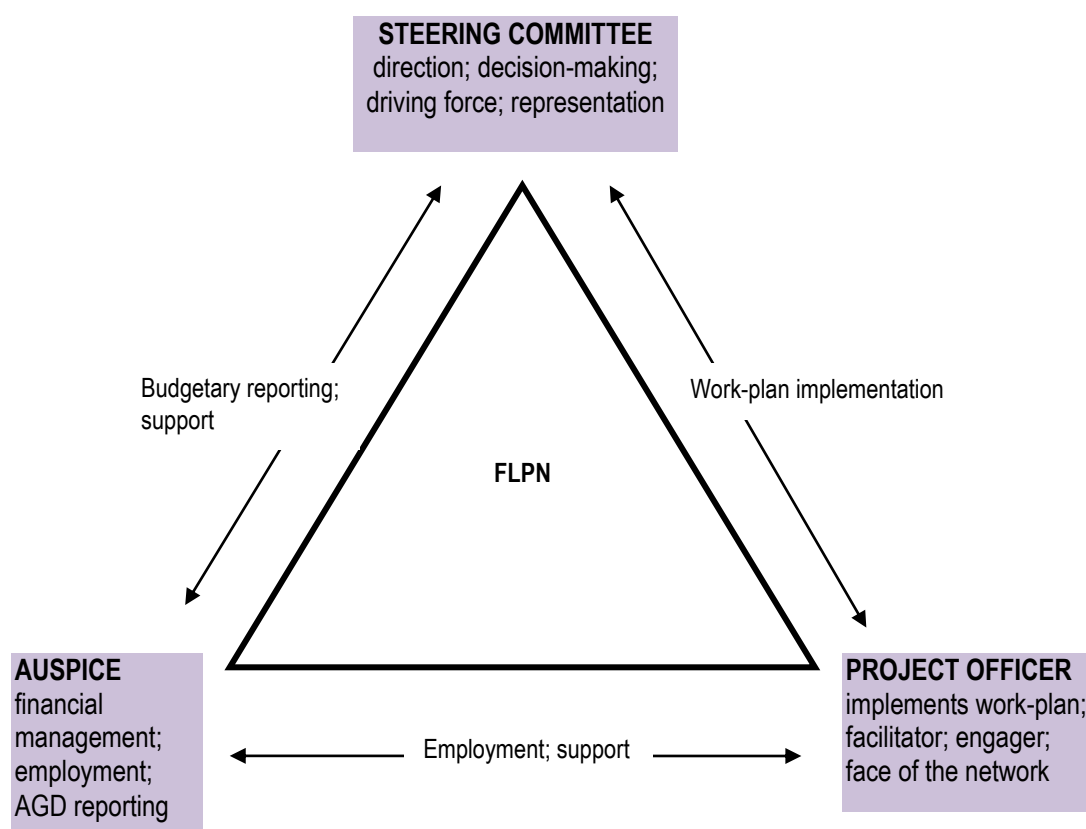 STEERING COMMITTEE
direction; decision-making;
driving force; representation
Budgetary reporting;
support
Work-plan implementation
FLPN
AUSPICE
financial
management;
employment;
AGD reporting
Employment; support
PROJECT OFFICER
implements work-plan;
facilitator; engager;
face of the network